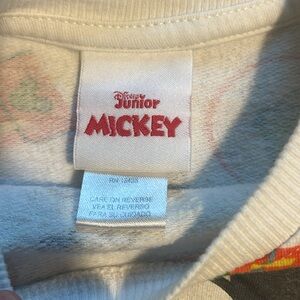 Disney
Junior
MICKEY
CARE ON REVERSE
VEA EL REVERSO
PARA SU CUIDADO